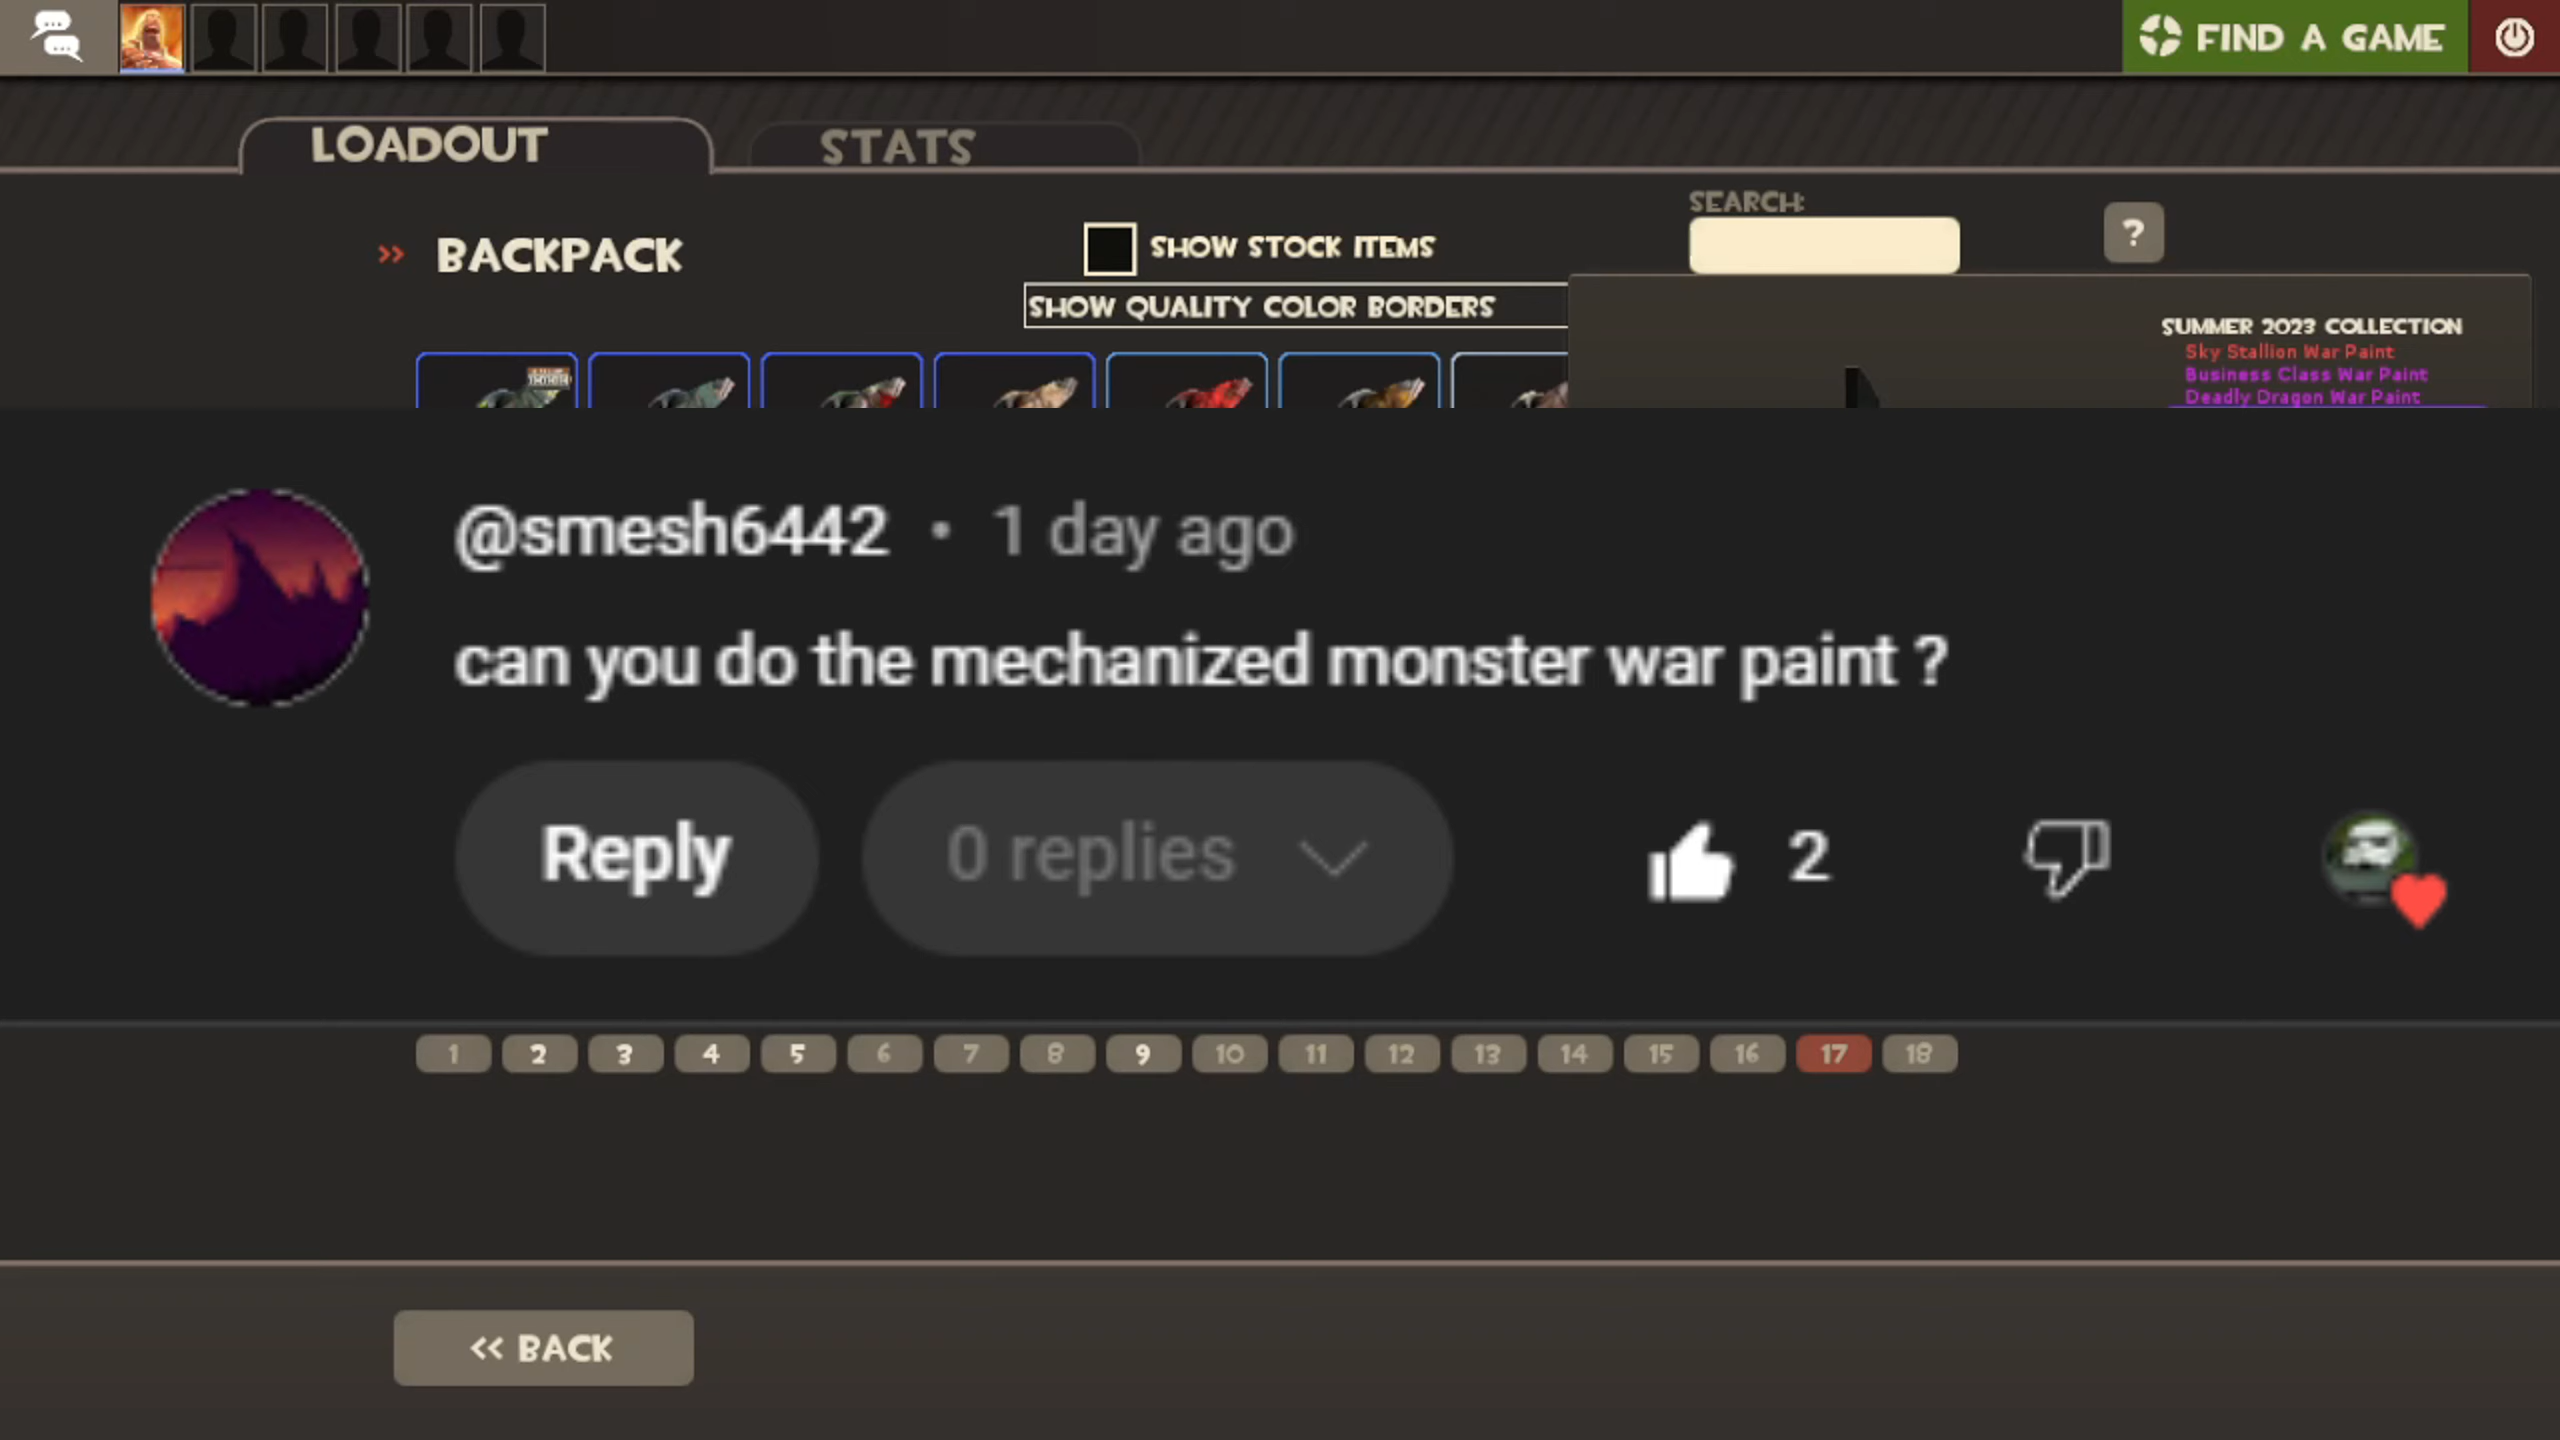 FIND A GAME
LOADOUT
STATS
SEARCH:
BACKPACK
SHOW STOCK ITEMS
?
SHOW QUALITY COLOR BORDERS
SUMMER 2023 COLLECTION
Sky Stallion War Paint
Business Class War Paint
Deadly Dragon War Paint
@smesh6442 • 1 day ago
can you do the mechanized monster war paint ?
Reply
0 replies
2
1 2 3 4 5 6 7 8 9 10 11 12 13 14 15 16 17 18
<< BACK